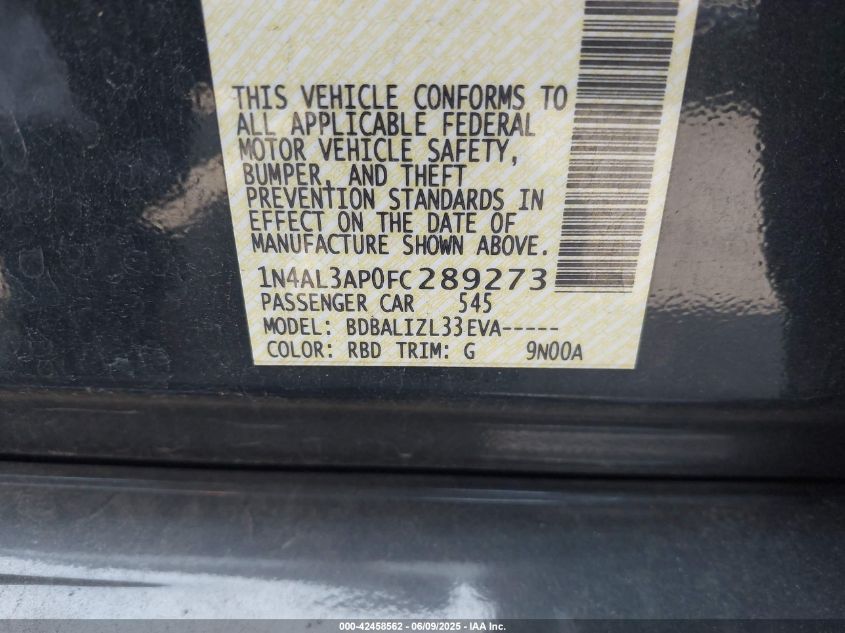 THIS VEHICLE CONFORMS TO
ALL APPLICABLE FEDERAL
MOTOR VEHICLE SAFETY,
BUMPER, AND THEFT
PREVENTION STANDARDS IN
EFFECT ON THE DATE OF
MANUFACTURE SHOWN ABOVE.
1N4AL3AP0FC289273
PASSENGER CAR 545
MODEL: BDBALIZL33EVA-----
COLOR: RBD TRIM: G 9N00A
000-42458562 - 06/09/2025 - IAA Inc.